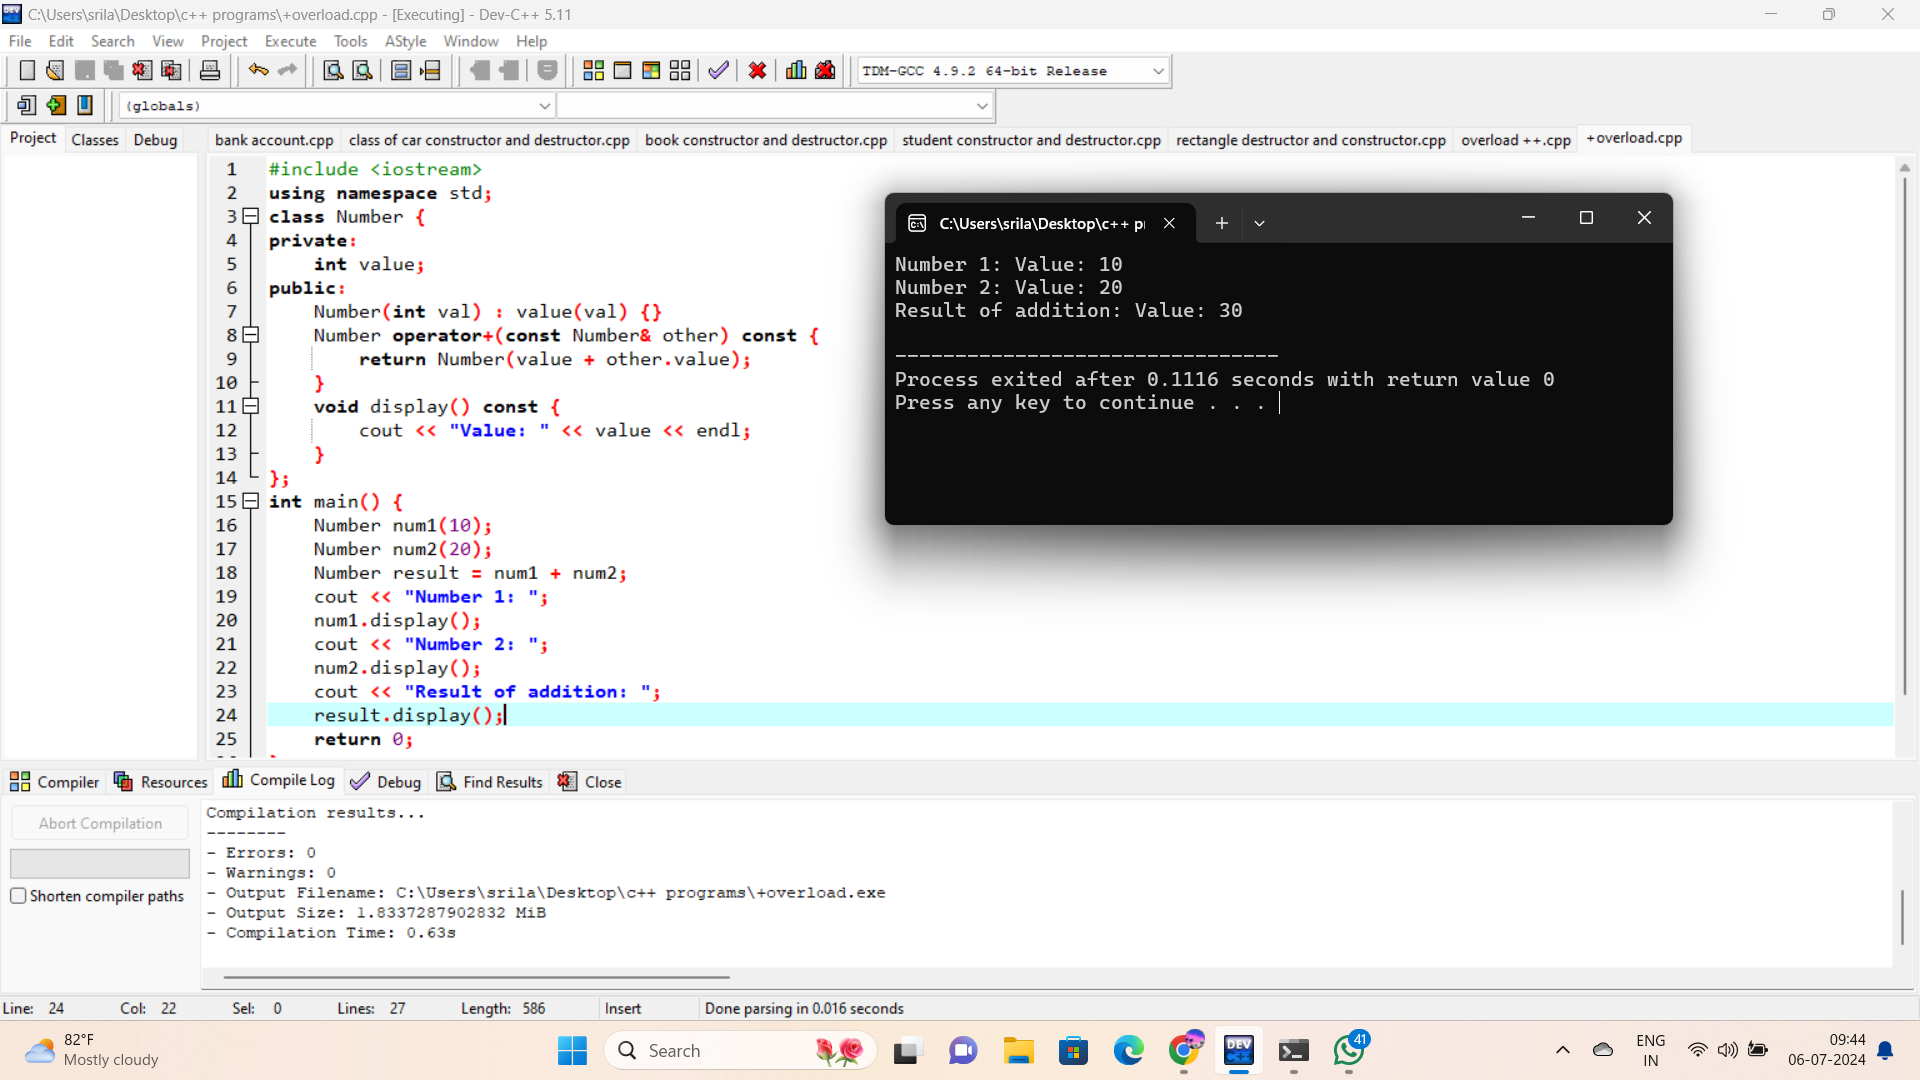 C:\Users\srila\Desktop\c++ programs\+overload.cpp - [Executing] - Dev-C++ 5.11
File Edit Search View Project Execute Tools AStyle Window Help
TDM-GCC 4.9.2 64-bit Release
(globals)
Project Classes Debug
bank account.cpp class of car constructor and destructor.cpp book constructor and destructor.cpp student constructor and destructor.cpp rectangle destructor and constructor.cpp overload ++.cpp +overload.cpp
1 #include <iostream>
2 using namespace std;
3 class Number {
4 private:
5 int value;
6 public:
7 Number(int val) : value(val) {}
8 Number operator+(const Number& other) const {
9 return Number(value + other.value);
10 }
11 void display() const {
12 cout << "Value: " << value << endl;
13 }
14 };
15 int main() {
16 Number num1(10);
17 Number num2(20);
18 Number result = num1 + num2;
19 cout << "Number 1: ";
20 num1.display();
21 cout << "Number 2: ";
22 num2.display();
23 cout << "Result of addition: ";
24 result.display();
25 return 0;
C:\Users\srila\Desktop\c++ p
Number 1: Value: 10
Number 2: Value: 20
Result of addition: Value: 30
--------------------------------
Process exited after 0.1116 seconds with return value 0
Press any key to continue . . .
Compiler Resources Compile Log Debug Find Results Close
Abort Compilation
Shorten compiler paths
Compilation results...
--------
- Errors: 0
- Warnings: 0
- Output Filename: C:\Users\srila\Desktop\c++ programs\+overload.exe
- Output Size: 1.8337287902832 MiB
- Compilation Time: 0.63s
Line: 24 Col: 22 Sel: 0 Lines: 27 Length: 586 Insert Done parsing in 0.016 seconds
82°F
Mostly cloudy
Search
DEV
41
ENG
IN
09:44
06-07-2024